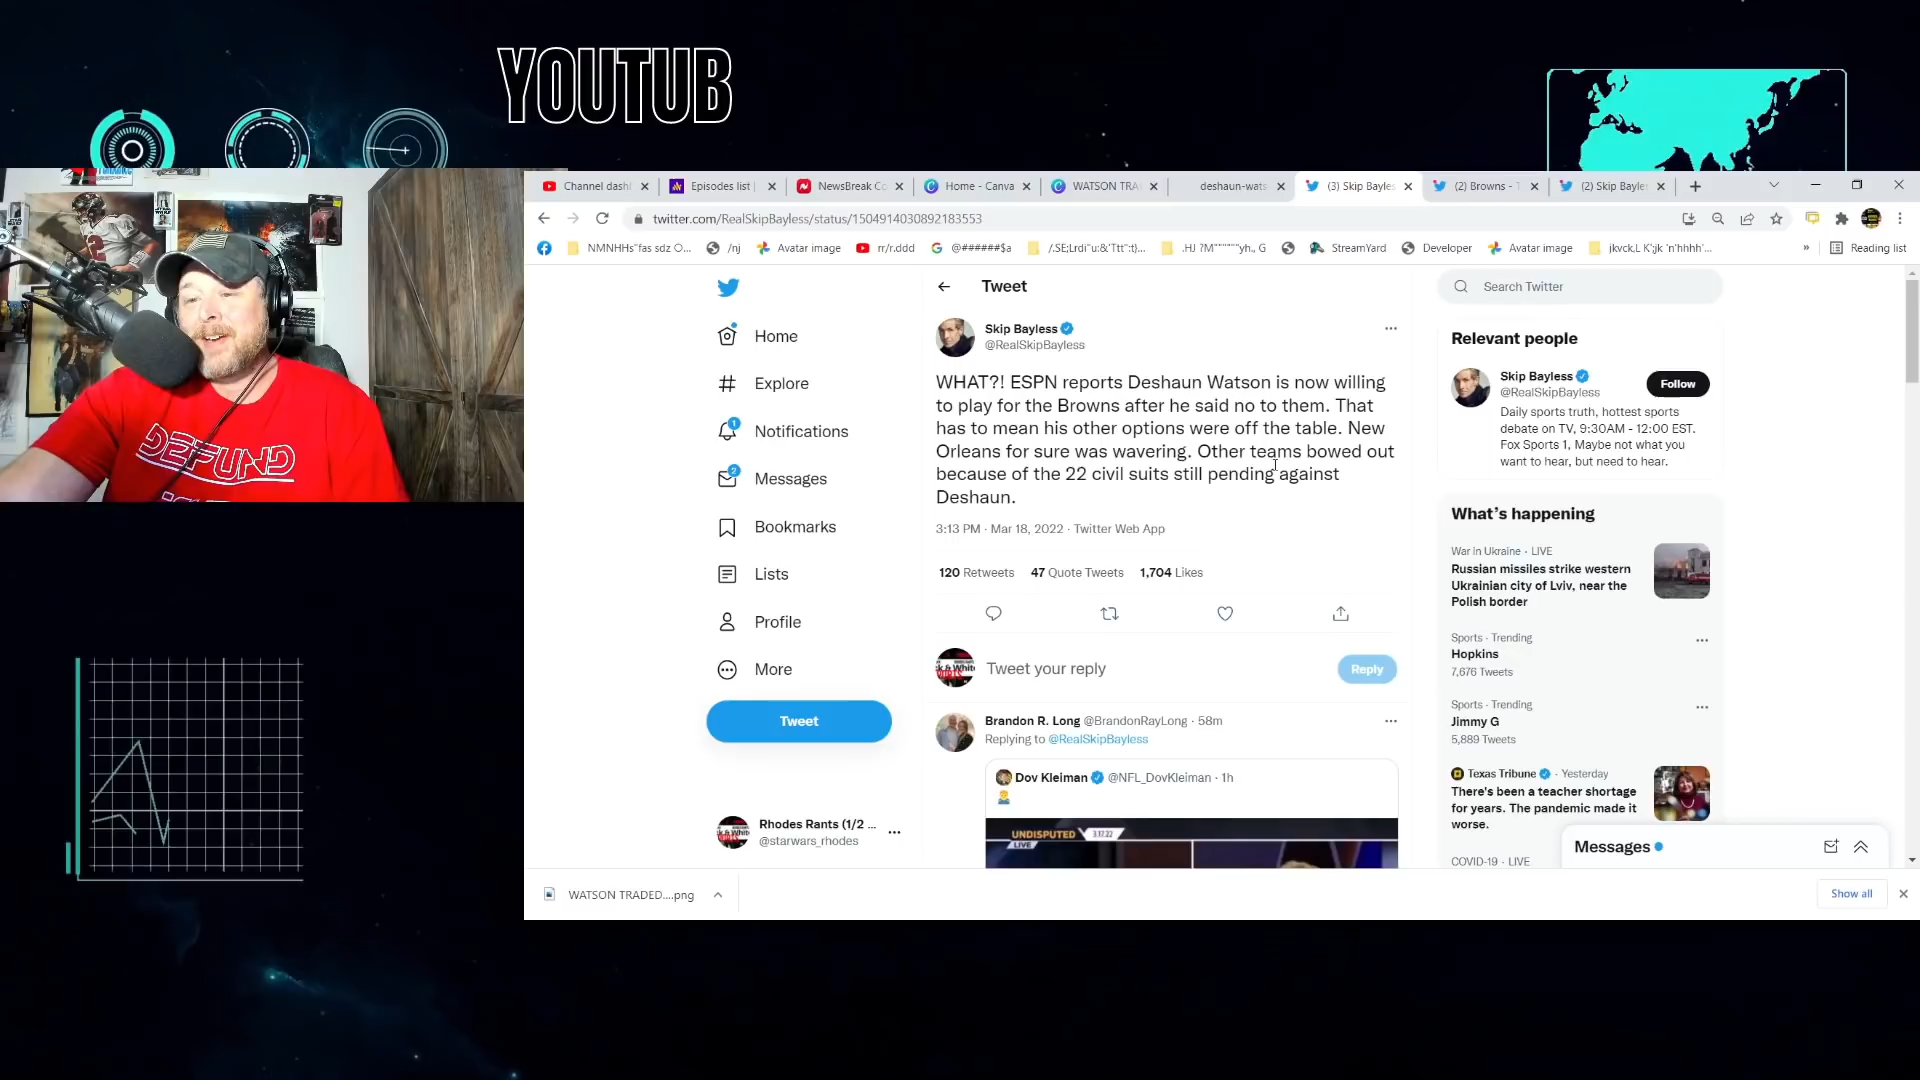 YOUTUB
Channel dash
Episodes list |
NewsBreak Co
Home - Canva
WATSON TRA
deshaun-wats
(3) Skip Bayles
(2) Browns - T
(2) Skip Bayle
twitter.com/RealSkipBayless/status/1504914030892183553
/nj
Avatar image
rr/r.ddd
@######$a
StreamYard
Developer
Avatar image
»
Reading list
Tweet
Search Twitter
Home
Explore
1
Notifications
2
Messages
Bookmarks
Lists
Profile
More
Tweet
Rhodes Rants (1/2 ...
@starwars_rhodes
Skip Bayless
@RealSkipBayless
WHAT?! ESPN reports Deshaun Watson is now willing
to play for the Browns after he said no to them. That
has to mean his other options were off the table. New
Orleans for sure was wavering. Other teams bowed out
because of the 22 civil suits still pending against
Deshaun.
3:13 PM · Mar 18, 2022 · Twitter Web App
120 Retweets 47 Quote Tweets 1,704 Likes
Tweet your reply
Reply
Brandon R. Long @BrandonRayLong · 58m
Replying to @RealSkipBayless
Dov Kleiman @NFL_DovKleiman · 1h
UNDISPUTED 3.17.22
LIVE
Relevant people
Skip Bayless
@RealSkipBayless
Follow
Daily sports truth, hottest sports
debate on TV, 9:30AM - 12:00 EST.
Fox Sports 1, Maybe not what you
want to hear, but need to hear.
What's happening
War in Ukraine · LIVE
Russian missiles strike western
Ukrainian city of Lviv, near the
Polish border
Sports · Trending
Hopkins
7,676 Tweets
Sports · Trending
Jimmy G
5,889 Tweets
Texas Tribune · Yesterday
There's been a teacher shortage
for years. The pandemic made it
worse.
COVID-19 · LIVE
Messages
WATSON TRADED....png
Show all
DEFUND